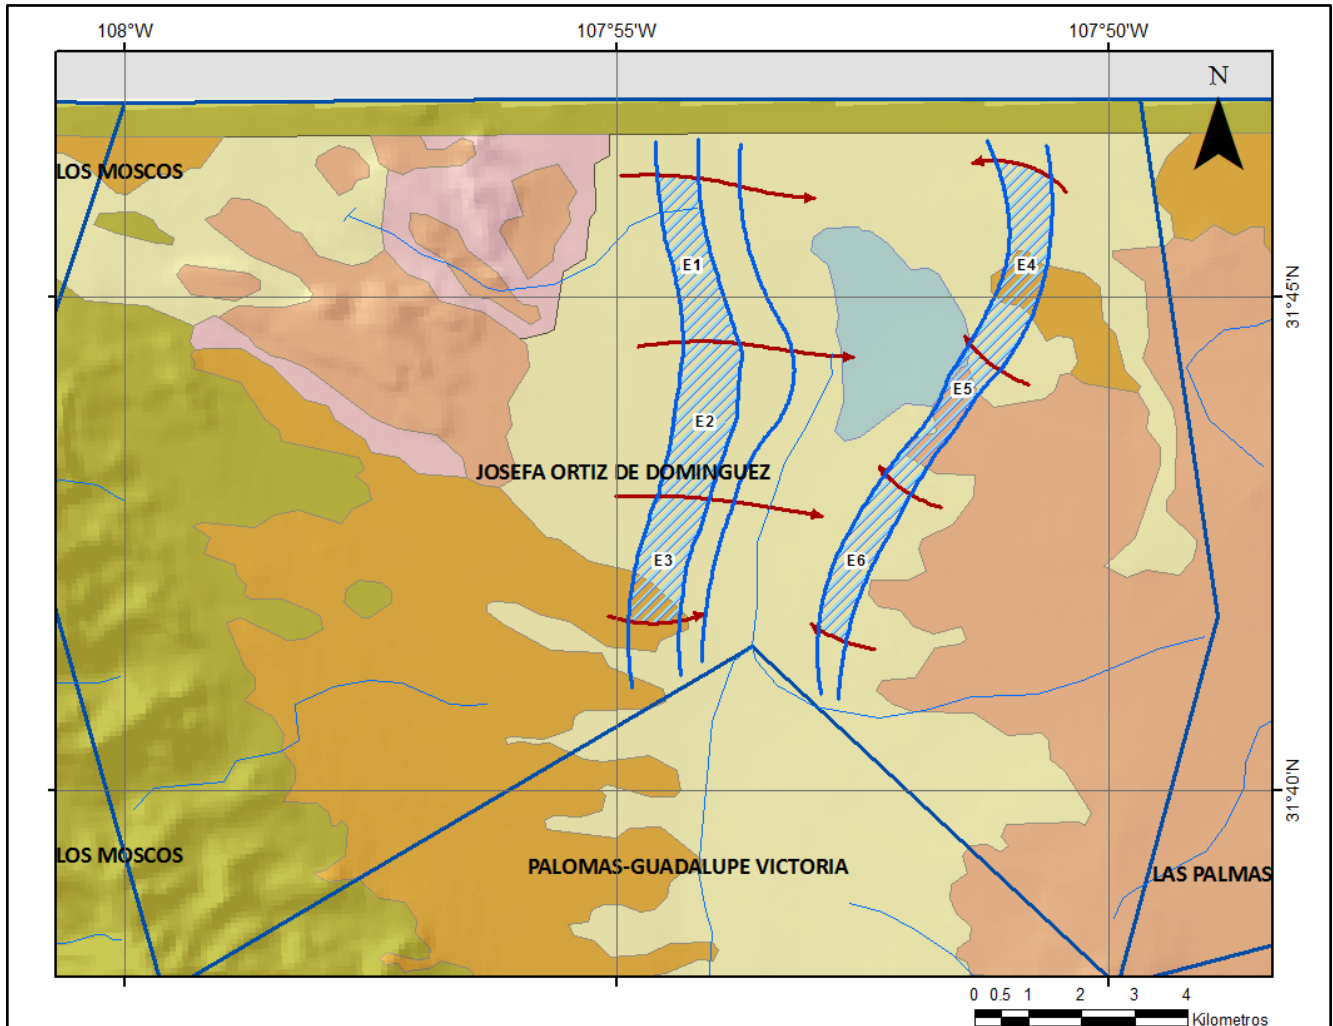 108°W 107°55'W 107°50'W
N
LOS MOSCOS
E1 E4
31°45'N
E5
E2
JOSEFA ORTIZ DE DOMINGUEZ
E3 E6
31°40'N
LOS MOSCOS
PALOMAS-GUADALUPE VICTORIA
LAS PALMAS
0 0.5 1 2 3 4
Kilometros